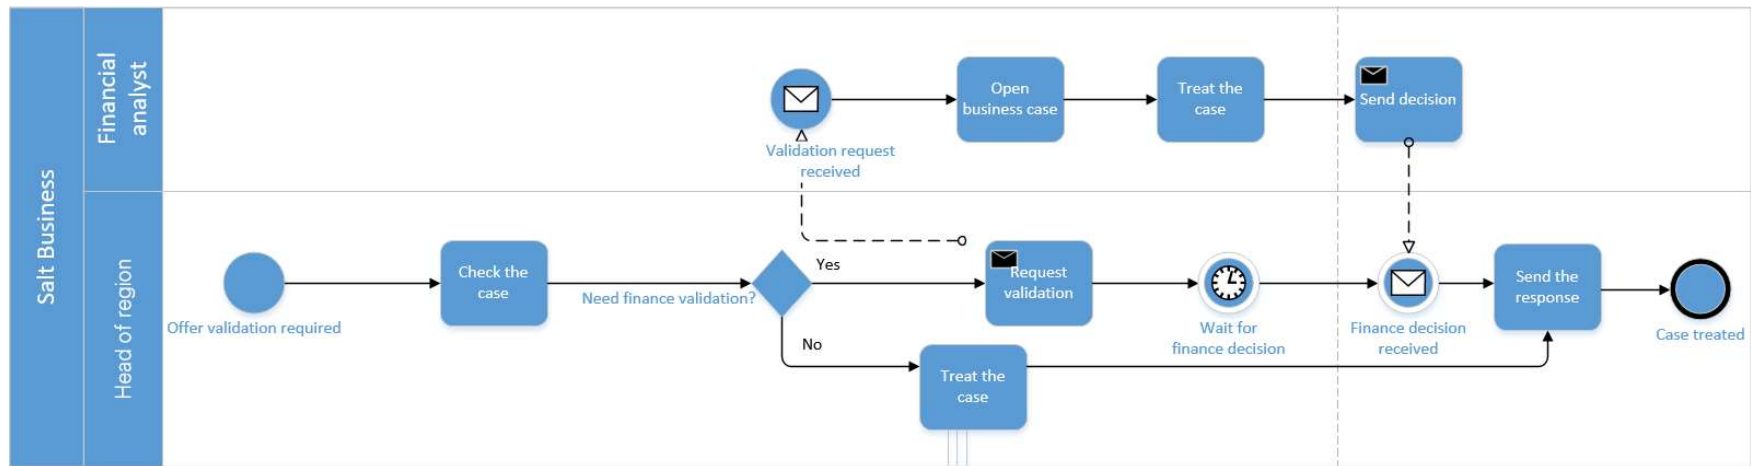 Salt Business
Financial
analyst
Head of region
Validation request
received
Open
business case
Treat the
case
Send decision
Offer validation required
Check the
case
Need finance validation?
Yes
No
Request
validation
Wait for
finance decision
Finance decision
received
Send the
response
Case treated
Treat the
case